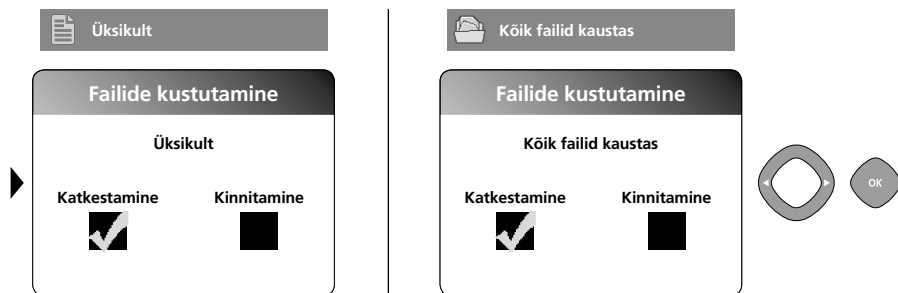 Üksikult
Failide kustutamine
Üksikult
Katkestamine Kinnitamine
Kõik failid kaustas
Failide kustutamine
Kõik failid kaustas
Katkestamine Kinnitamine
OK